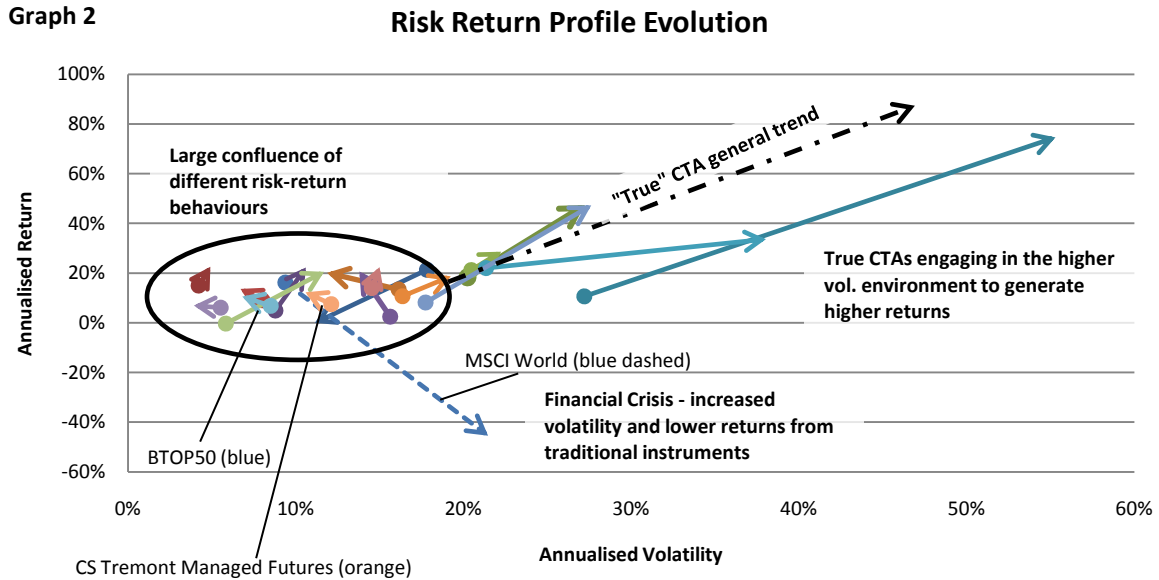 Graph 2
Risk Return Profile Evolution
100%
80%
60%
40%
20%
0%
-20%
-40%
-60%
Annualised Return
Large confluence of
different risk-return
behaviours
"True" CTA general trend
True CTAs engaging in the higher
vol. environment to generate
higher returns
MSCI World (blue dashed)
Financial Crisis - increased
volatility and lower returns from
traditional instruments
BTOP50 (blue)
0%
10%
20%
30%
40%
50%
60%
Annualised Volatility
CS Tremont Managed Futures (orange)